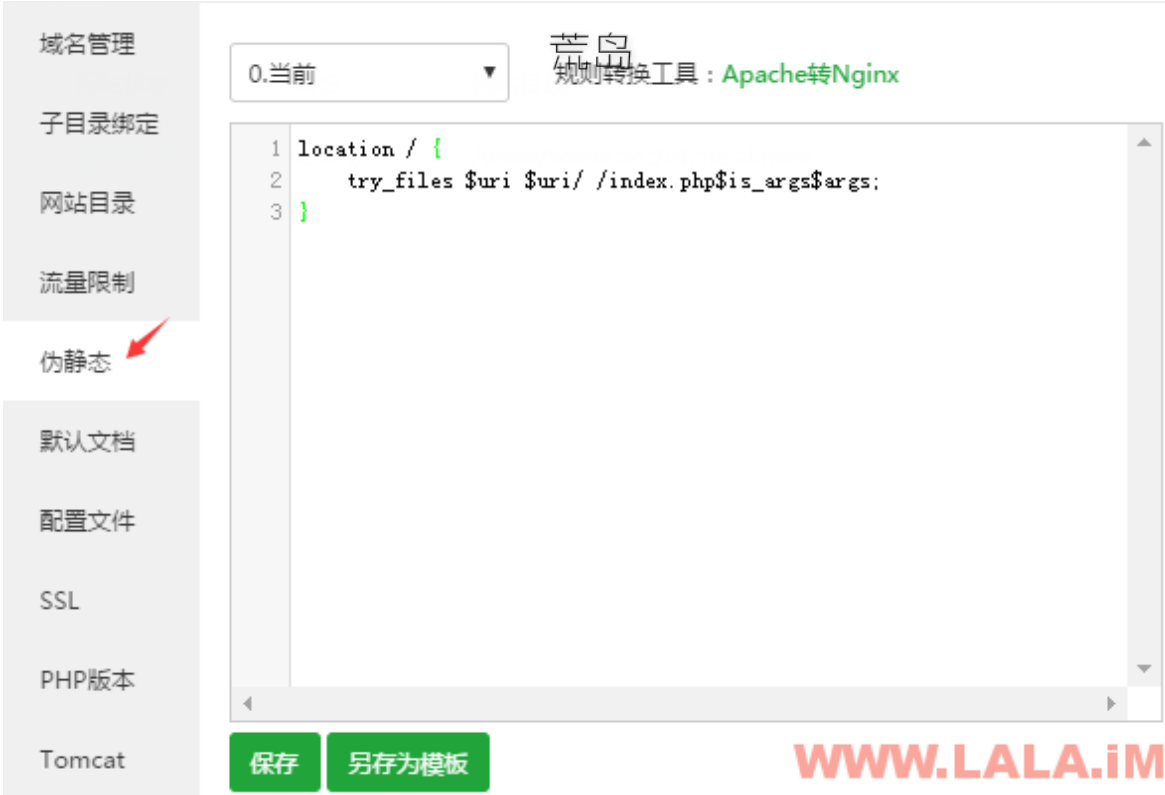 域名管理
子目录绑定
网站目录
流量限制
伪静态
默认文档
配置文件
SSL
PHP版本
Tomcat
荒岛
0.当前
规则转换工具：Apache转Nginx
1 location / {
2 try_files $uri $uri/ /index.php$is_args$args;
3 }
保存 另存为模板
WWW.LALA.iM